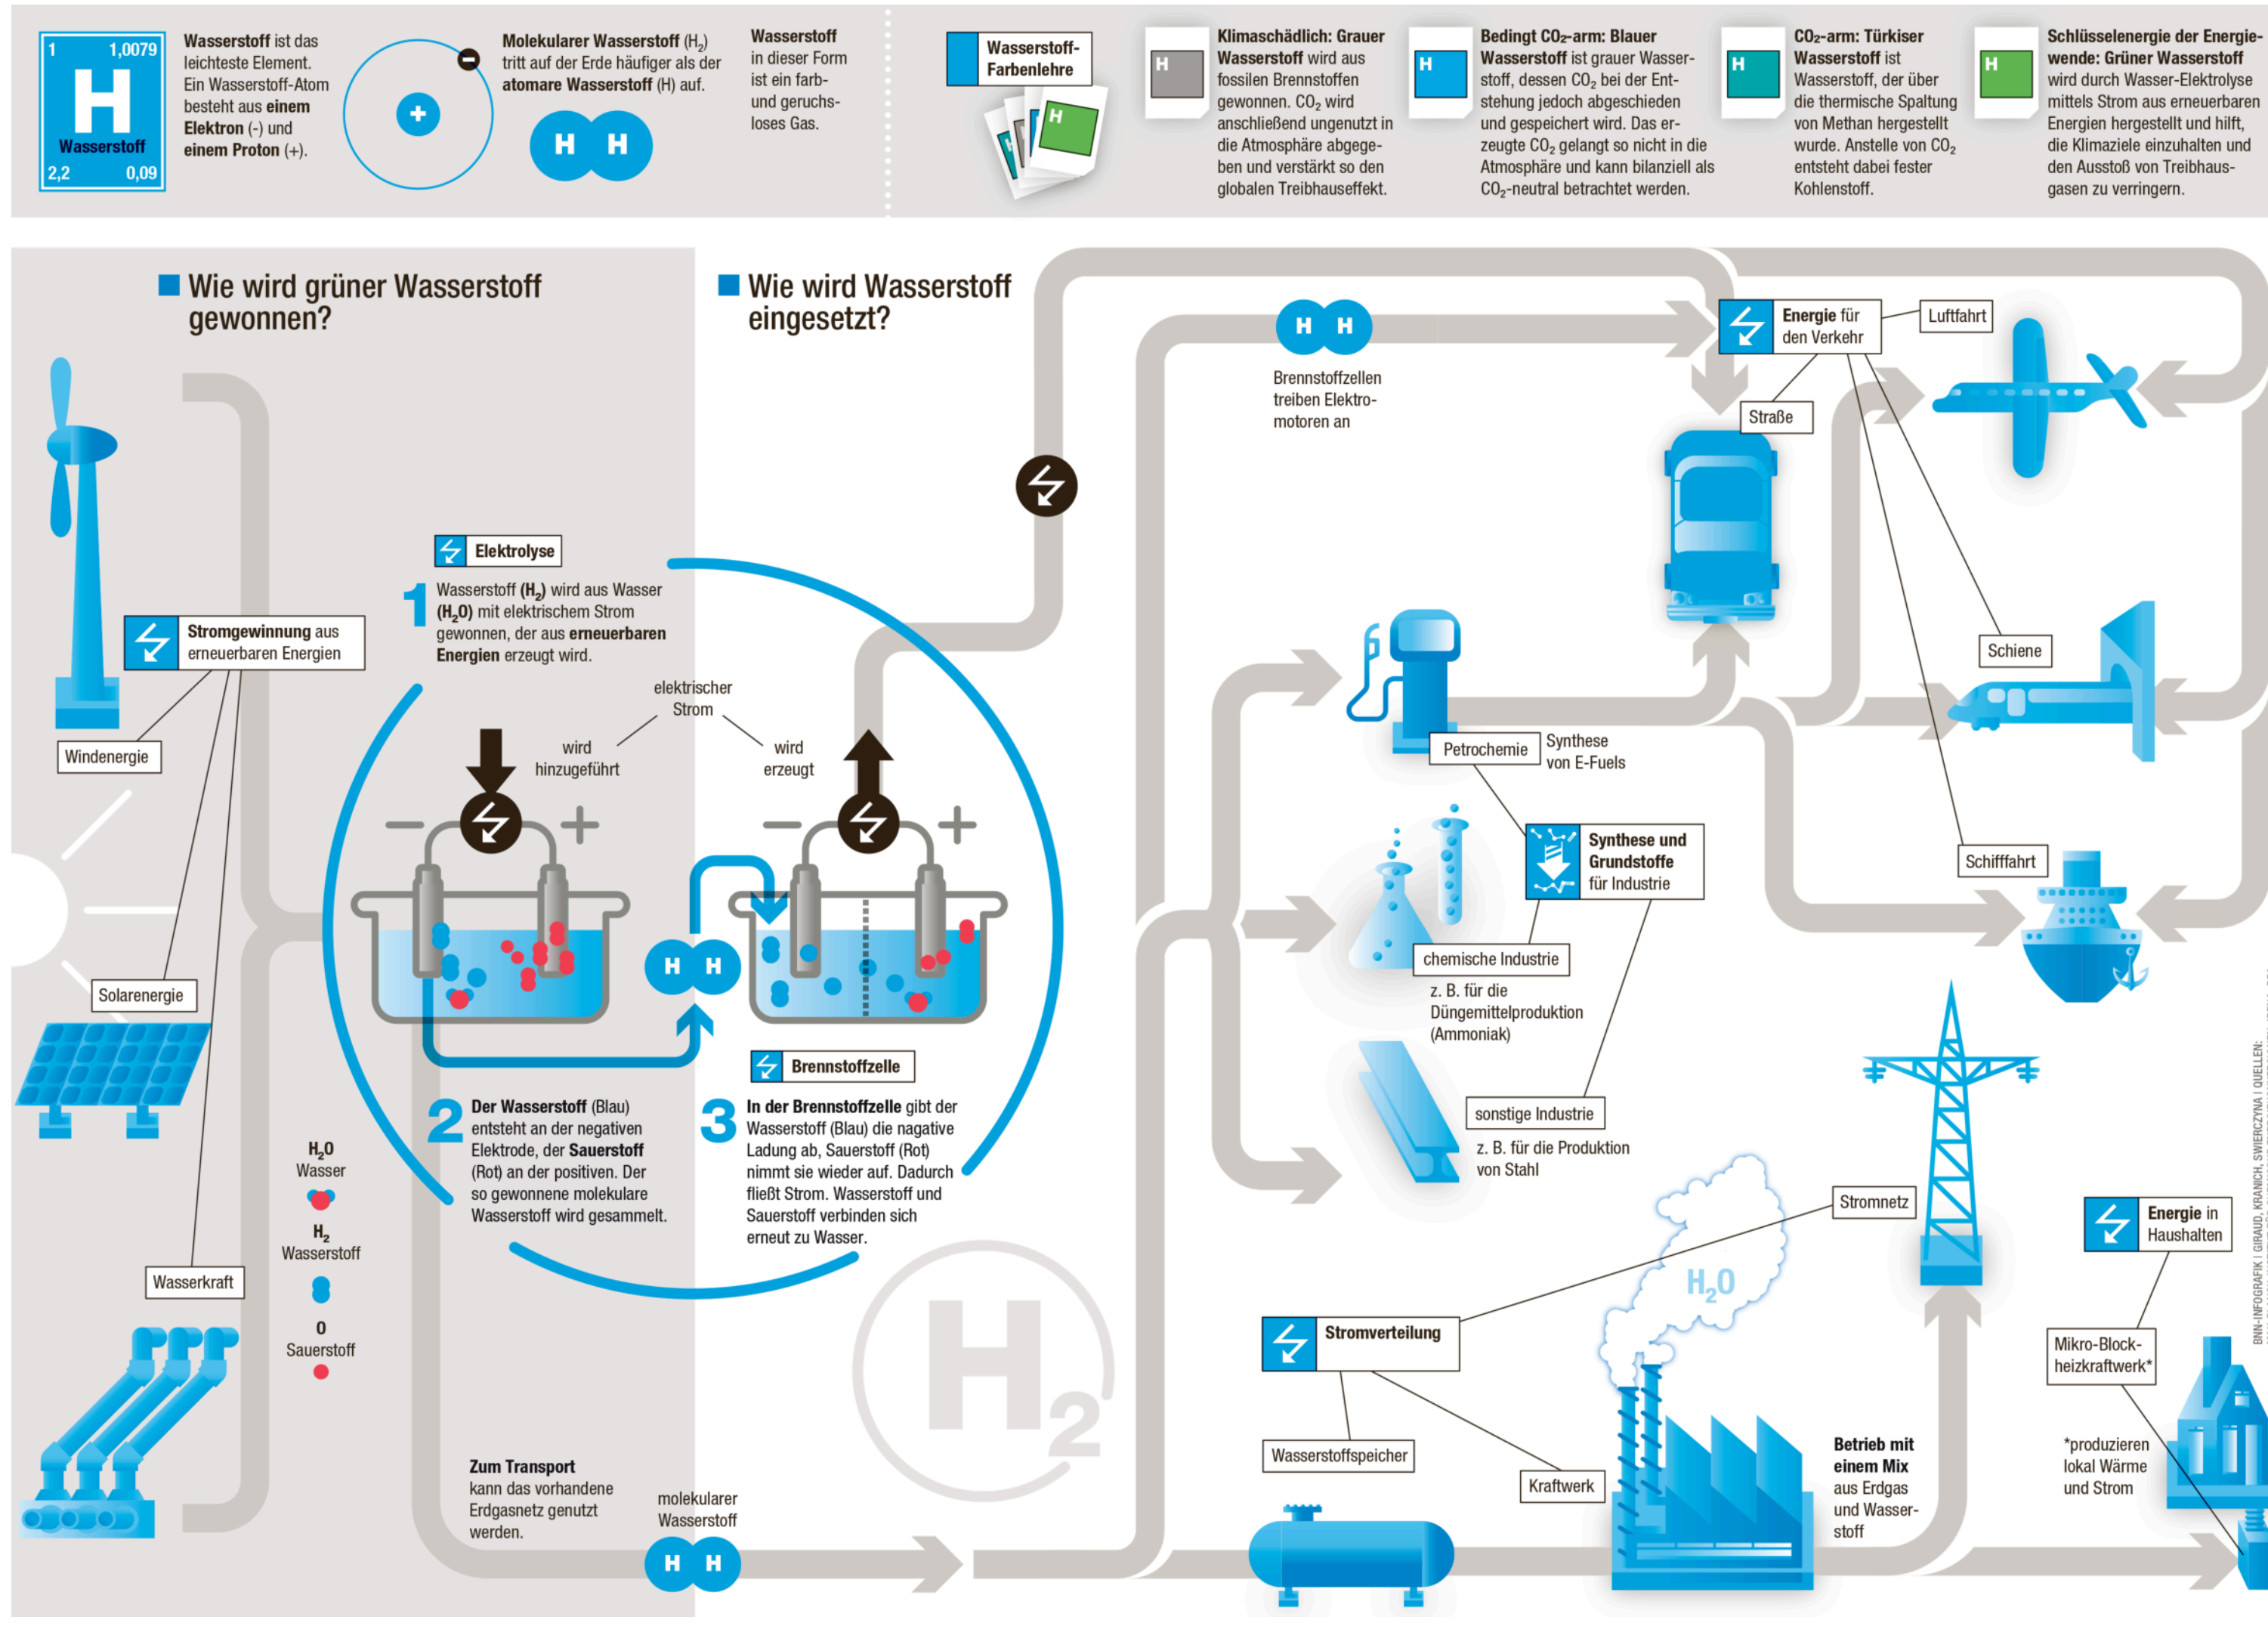 1 1,0079
H
Wasserstoff
2,2 0,09
Wasserstoff ist das
leichteste Element.
Ein Wasserstoff-Atom
besteht aus einem
Elektron (-) und
einem Proton (+).
−
+
Molekularer Wasserstoff (H₂)
tritt auf der Erde häufiger als der
atomare Wasserstoff (H) auf.
H H
Wasserstoff
in dieser Form
ist ein farb-
und geruchs-
loses Gas.
Wasserstoff-
Farbenlehre
H
H
Klimaschädlich: Grauer
Wasserstoff wird aus
fossilen Brennstoffen
gewonnen. CO₂ wird
anschließend ungenutzt in
die Atmosphäre abgege-
ben und verstärkt so den
globalen Treibhauseffekt.
H
Bedingt CO₂-arm: Blauer
Wasserstoff ist grauer Wasser-
stoff, dessen CO₂ bei der Ent-
stehung jedoch abgeschieden
und gespeichert wird. Das er-
zeugte CO₂ gelangt so nicht in die
Atmosphäre und kann bilanziell als
CO₂-neutral betrachtet werden.
H
CO₂-arm: Türkiser
Wasserstoff ist
Wasserstoff, der über
die thermische Spaltung
von Methan hergestellt
wurde. Anstelle von CO₂
entsteht dabei fester
Kohlenstoff.
H
Schlüsselenergie der Energie-
wende: Grüner Wasserstoff
wird durch Wasser-Elektrolyse
mittels Strom aus erneuerbaren
Energien hergestellt und hilft,
die Klimaziele einzuhalten und
den Ausstoß von Treibhaus-
gasen zu verringern.
Wie wird grüner Wasserstoff
gewonnen?
Stromgewinnung aus
erneuerbaren Energien
Windenergie
Solarenergie
Wasserkraft
Elektrolyse
1 Wasserstoff (H₂) wird aus Wasser
(H₂O) mit elektrischem Strom
gewonnen, der aus erneuerbaren
Energien erzeugt wird.
elektrischer
Strom
wird
hinzugeführt
wird
erzeugt
− +
− +
H H
2 Der Wasserstoff (Blau)
entsteht an der negativen
Elektrode, der Sauerstoff
(Rot) an der positiven. Der
so gewonnene molekulare
Wasserstoff wird gesammelt.
Brennstoffzelle
3 In der Brennstoffzelle gibt der
Wasserstoff (Blau) die nagative
Ladung ab, Sauerstoff (Rot)
nimmt sie wieder auf. Dadurch
fließt Strom. Wasserstoff und
Sauerstoff verbinden sich
erneut zu Wasser.
H₂O
Wasser
H₂
Wasserstoff
O
Sauerstoff
H₂
Zum Transport
kann das vorhandene
Erdgasnetz genutzt
werden.
molekularer
Wasserstoff
H H
Wie wird Wasserstoff
eingesetzt?
H H
Brennstoffzellen
treiben Elektro-
motoren an
Energie für
den Verkehr
Luftfahrt
Straße
Schiene
Schifffahrt
Petrochemie
Synthese
von E-Fuels
Synthese und
Grundstoffe
für Industrie
chemische Industrie
z. B. für die
Düngemittelproduktion
(Ammoniak)
sonstige Industrie
z. B. für die Produktion
von Stahl
Stromnetz
H₂O
Stromverteilung
Wasserstoffspeicher
Kraftwerk
Betrieb mit
einem Mix
aus Erdgas
und Wasser-
stoff
Energie in
Haushalten
Mikro-Block-
heizkraftwerk*
*produzieren
lokal Wärme
und Strom
BNN-INFOGRAFIK | GIRAUD, KRANICH, SWIERCZYNA | QUELLEN: